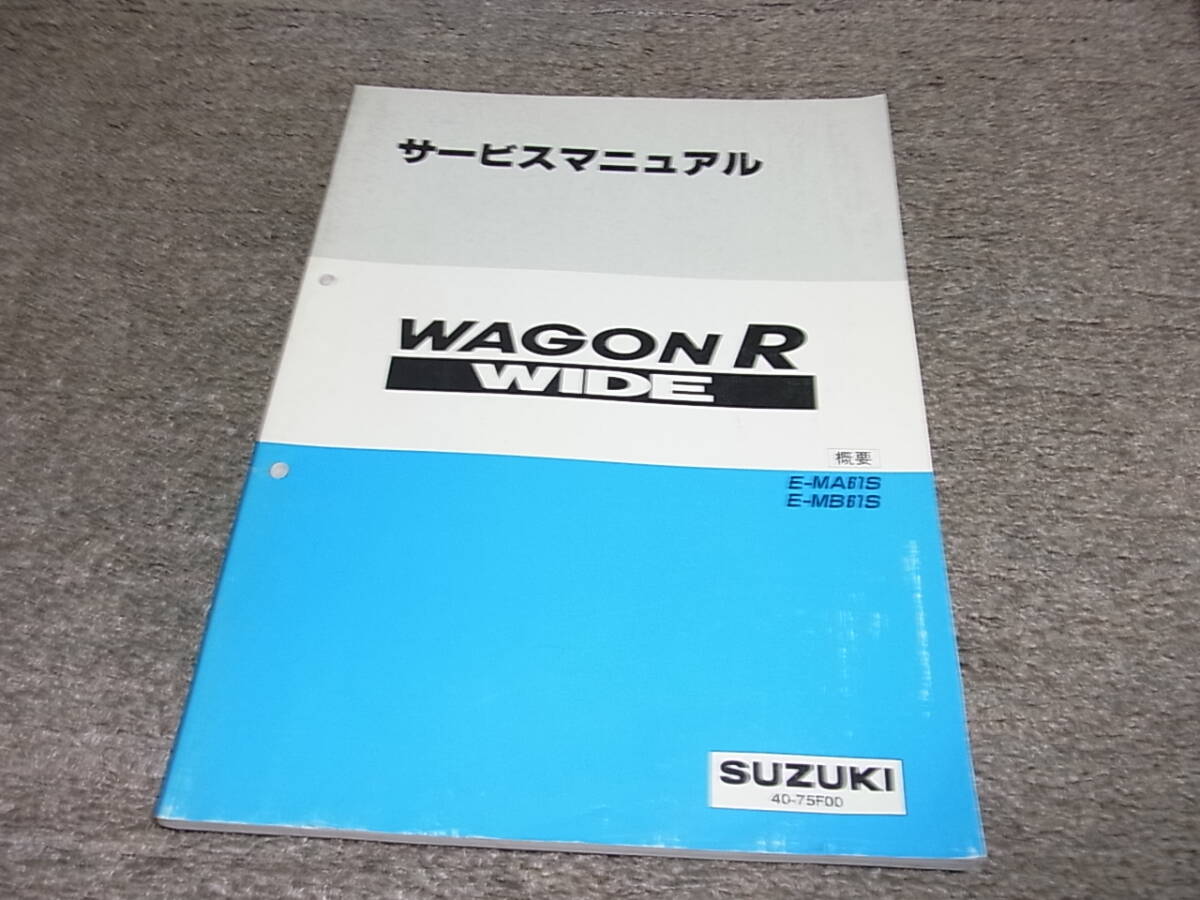 サービスマニュアル
WAGON R
WIDE
概要
E-MA61S
E-MB61S
SUZUKI
40-75F00